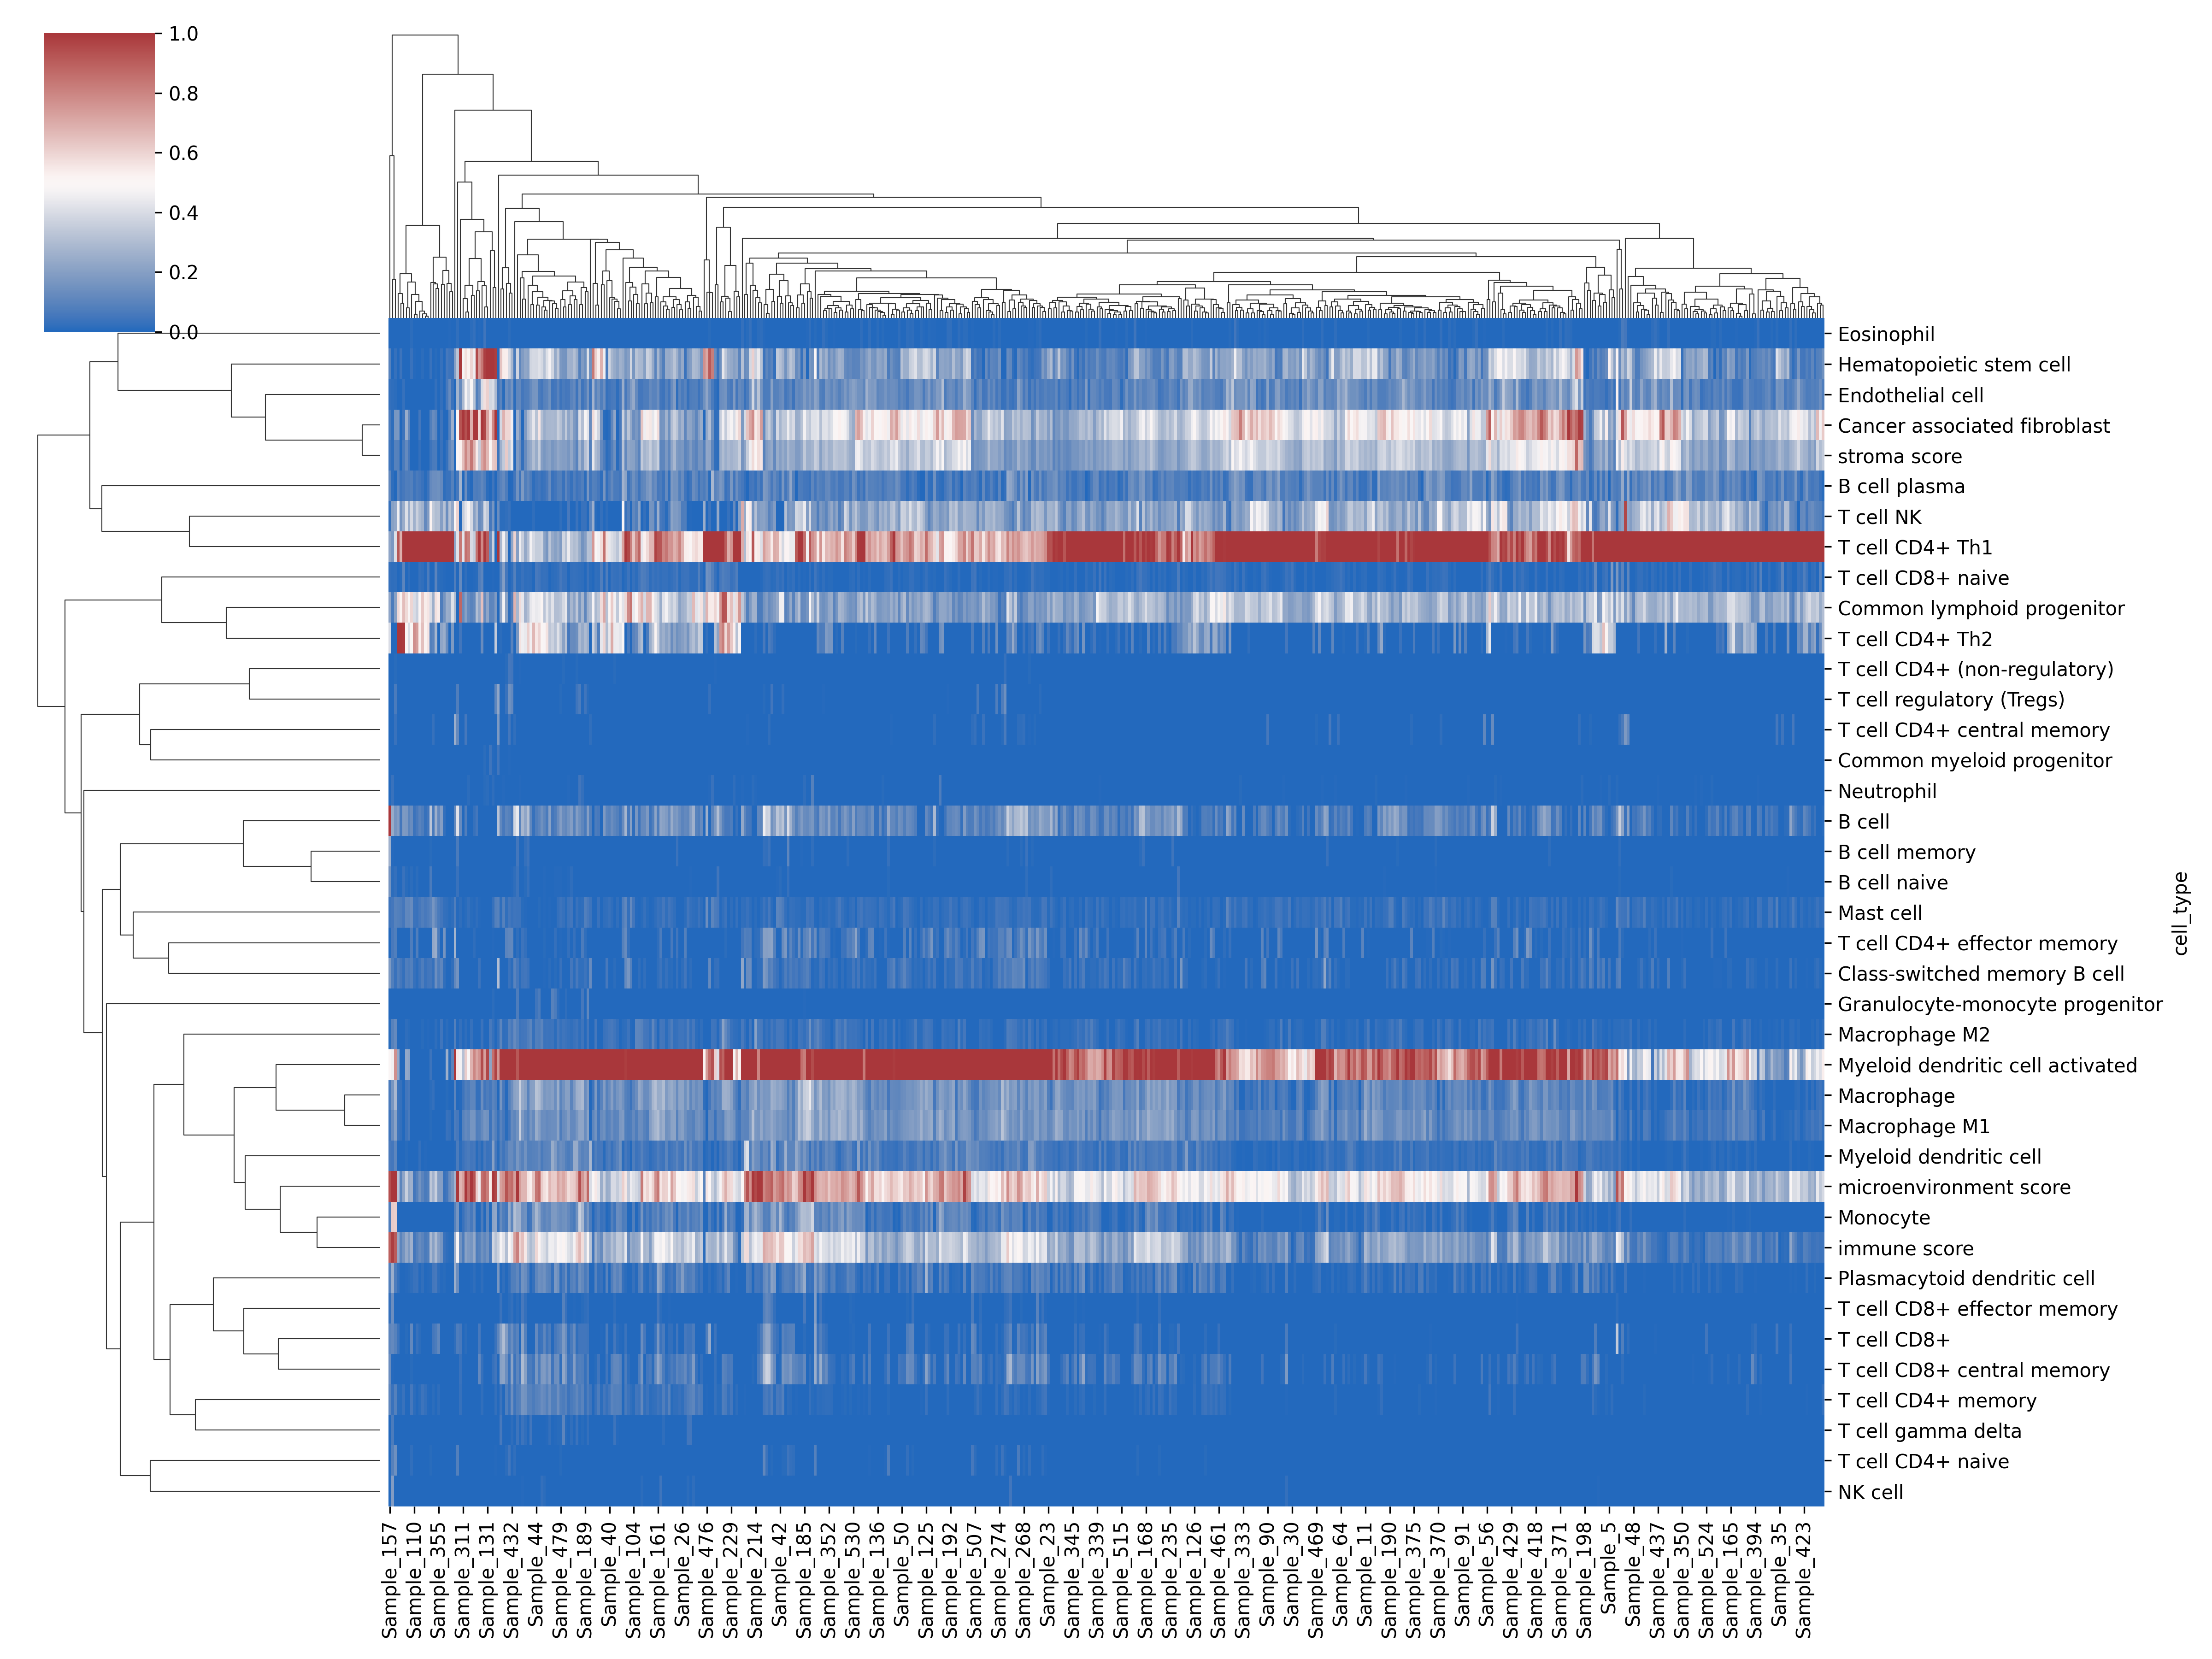 1.0
0.8
0.6
0.4
0.2
0.0
Eosinophil
Hematopoietic stem cell
Endothelial cell
Cancer associated fibroblast
stroma score
B cell plasma
T cell NK
T cell CD4+ Th1
T cell CD8+ naive
Common lymphoid progenitor
T cell CD4+ Th2
T cell CD4+ (non-regulatory)
T cell regulatory (Tregs)
T cell CD4+ central memory
Common myeloid progenitor
Neutrophil
B cell
B cell memory
B cell naive
Mast cell
T cell CD4+ effector memory
Class-switched memory B cell
Granulocyte-monocyte progenitor
Macrophage M2
Myeloid dendritic cell activated
Macrophage
Macrophage M1
Myeloid dendritic cell
microenvironment score
Monocyte
immune score
Plasmacytoid dendritic cell
T cell CD8+ effector memory
T cell CD8+
T cell CD8+ central memory
T cell CD4+ memory
T cell gamma delta
T cell CD4+ naive
NK cell
cell_type
Sample_157
Sample_110
Sample_355
Sample_311
Sample_131
Sample_432
Sample_44
Sample_479
Sample_189
Sample_40
Sample_104
Sample_161
Sample_26
Sample_476
Sample_229
Sample_214
Sample_42
Sample_185
Sample_352
Sample_530
Sample_136
Sample_50
Sample_125
Sample_192
Sample_507
Sample_274
Sample_268
Sample_23
Sample_345
Sample_339
Sample_515
Sample_168
Sample_235
Sample_126
Sample_461
Sample_333
Sample_90
Sample_30
Sample_469
Sample_64
Sample_11
Sample_190
Sample_375
Sample_370
Sample_91
Sample_56
Sample_429
Sample_418
Sample_371
Sample_198
Sample_5
Sample_48
Sample_437
Sample_350
Sample_524
Sample_165
Sample_394
Sample_35
Sample_423